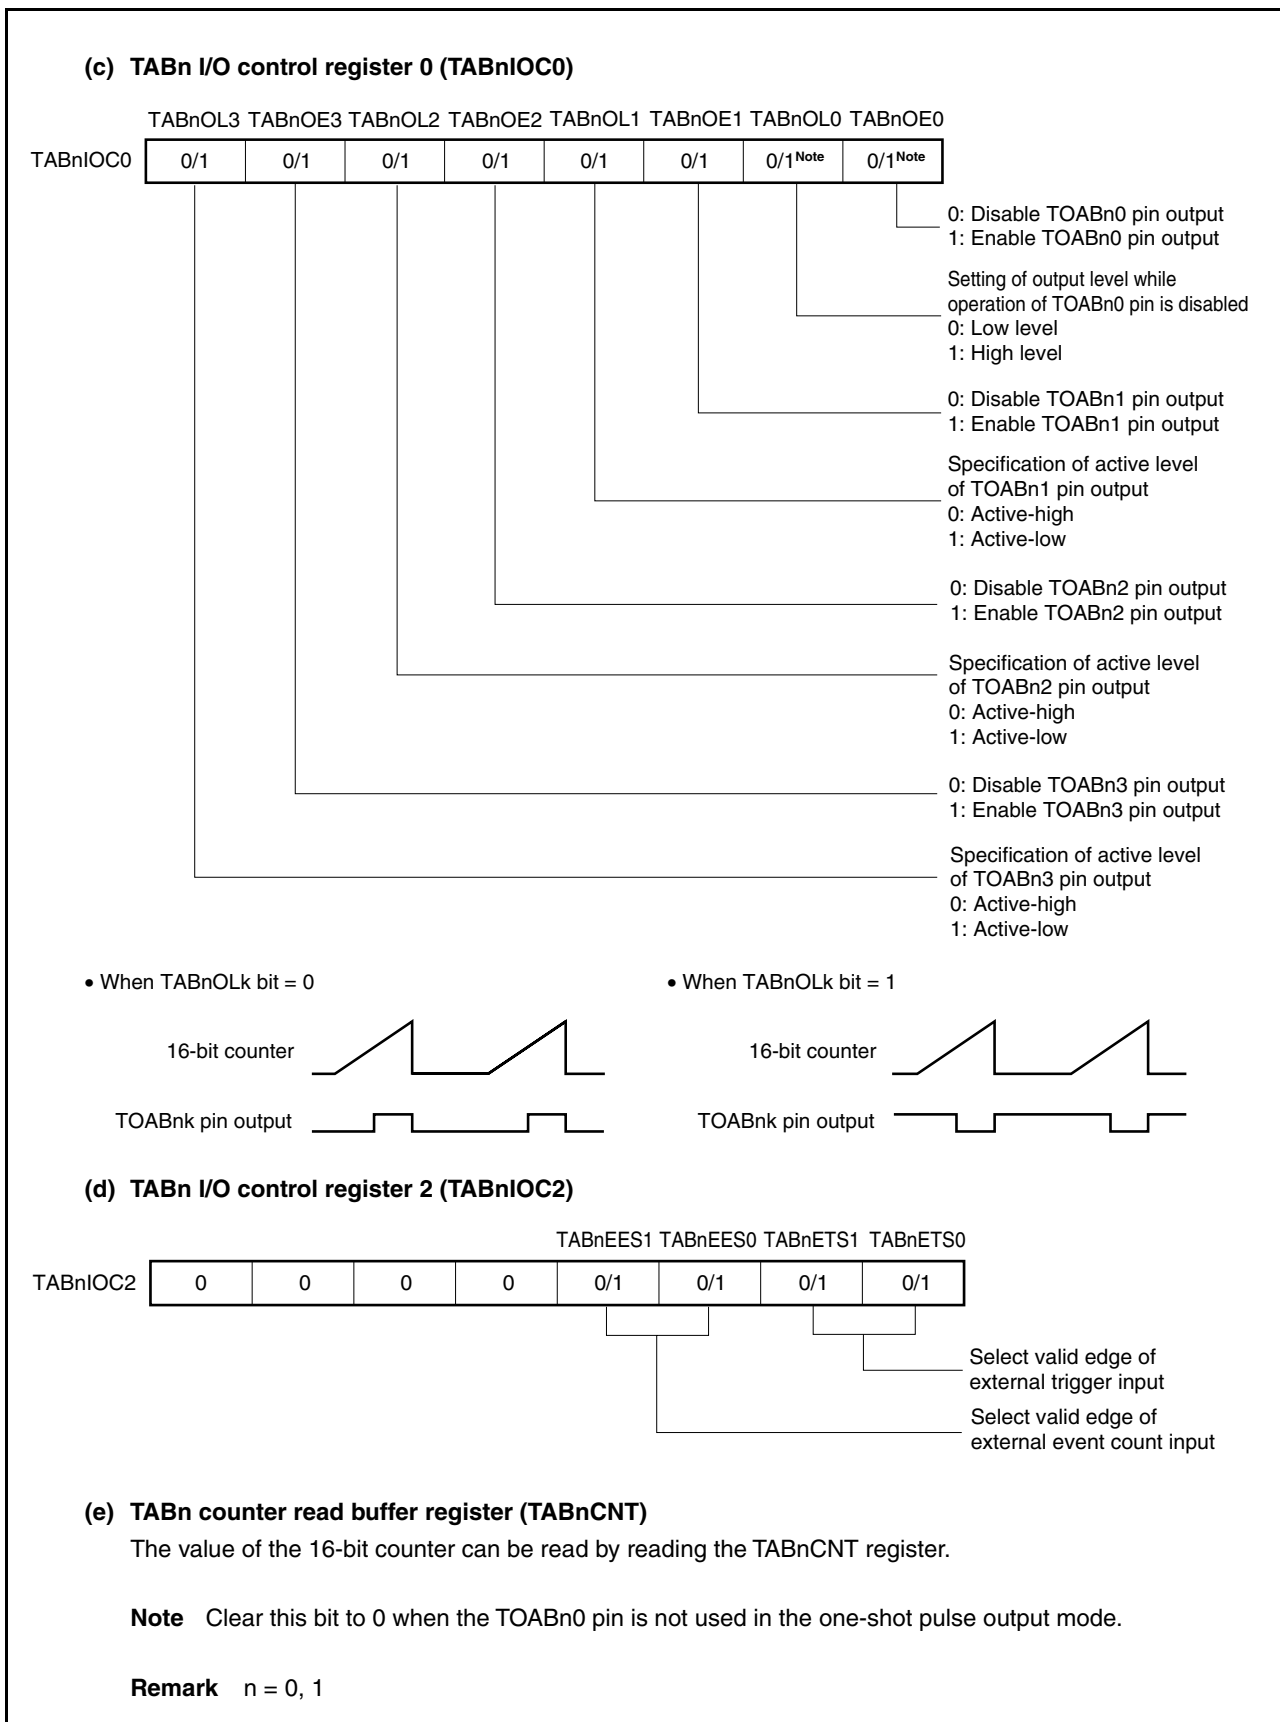 (c) TABn I/O control register 0 (TABnIOC0)
TABnOL3 TABnOE3 TABnOL2 TABnOE2 TABnOL1 TABnOE1 TABnOL0 TABnOE0
TABnIOC0 0/1 0/1 0/1 0/1 0/1 0/1 0/1Note 0/1Note
0: Disable TOABn0 pin output
1: Enable TOABn0 pin output
Setting of output level while
operation of TOABn0 pin is disabled
0: Low level
1: High level
0: Disable TOABn1 pin output
1: Enable TOABn1 pin output
Specification of active level
of TOABn1 pin output
0: Active-high
1: Active-low
0: Disable TOABn2 pin output
1: Enable TOABn2 pin output
Specification of active level
of TOABn2 pin output
0: Active-high
1: Active-low
0: Disable TOABn3 pin output
1: Enable TOABn3 pin output
Specification of active level
of TOABn3 pin output
0: Active-high
1: Active-low
• When TABnOLk bit = 0
16-bit counter
TOABnk pin output
• When TABnOLk bit = 1
16-bit counter
TOABnk pin output
(d) TABn I/O control register 2 (TABnIOC2)
TABnEES1 TABnEES0 TABnETS1 TABnETS0
TABnIOC2 0 0 0 0 0/1 0/1 0/1 0/1
Select valid edge of
external trigger input
Select valid edge of
external event count input
(e) TABn counter read buffer register (TABnCNT)
The value of the 16-bit counter can be read by reading the TABnCNT register.
Note Clear this bit to 0 when the TOABn0 pin is not used in the one-shot pulse output mode.
Remark n = 0, 1